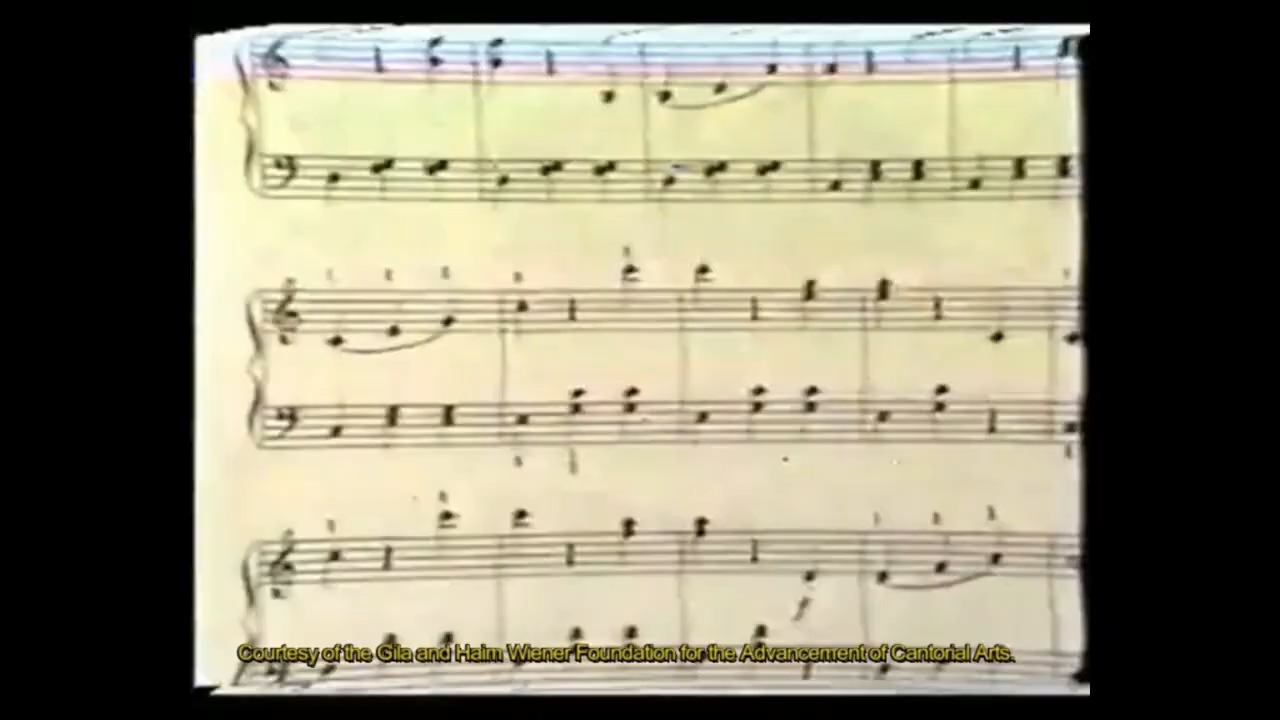 f
Courtesy of the Gila and Haim Wiener Foundation for the Advancement of Cantorial Arts.